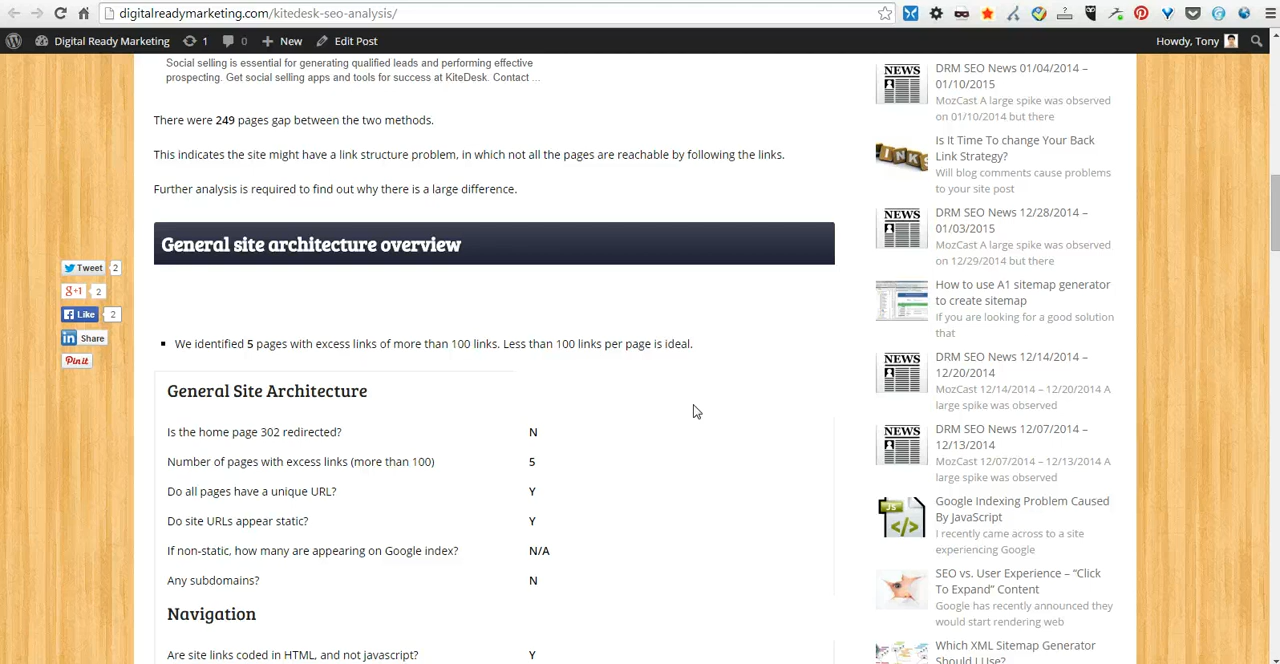 digitalreadymarketing.com/kitedesk-seo-analysis/
Digital Ready Marketing
1
0
New
Edit Post
Howdy, Tony
Social selling is essential for generating qualified leads and performing effective
prospecting. Get social selling apps and tools for success at KiteDesk. Contact ...
There were 249 pages gap between the two methods.
This indicates the site might have a link structure problem, in which not all the pages are reachable by following the links.
Further analysis is required to find out why there is a large difference.
General site architecture overview
Tweet 2
g+1 2
Like 2
in Share
Pin it
We identified 5 pages with excess links of more than 100 links. Less than 100 links per page is ideal.
General Site Architecture
Is the home page 302 redirected? N
Number of pages with excess links (more than 100) 5
Do all pages have a unique URL? Y
Do site URLs appear static? Y
If non-static, how many are appearing on Google index? N/A
Any subdomains? N
Navigation
Are site links coded in HTML, and not javascript? Y
NEWS
DRM SEO News 01/04/2014 –
01/10/2015
MozCast A large spike was observed
on 01/10/2014 but there
LINKS
Is It Time To change Your Back
Link Strategy?
Will blog comments cause problems
to your site post
NEWS
DRM SEO News 12/28/2014 –
01/03/2015
MozCast A large spike was observed
on 12/29/2014 but there
How to use A1 sitemap generator
to create sitemap
If you are looking for a good solution
that
NEWS
DRM SEO News 12/14/2014 –
12/20/2014
MozCast 12/14/2014 – 12/20/2014 A
large spike was observed
NEWS
DRM SEO News 12/07/2014 –
12/13/2014
MozCast 12/07/2014 – 12/13/2014 A
large spike was observed
JS
</>
Google Indexing Problem Caused
By JavaScript
I recently came across to a site
experiencing Google
SEO vs. User Experience – “Click
To Expand” Content
Google has recently announced they
would start rendering web
Which XML Sitemap Generator
Should I Use?